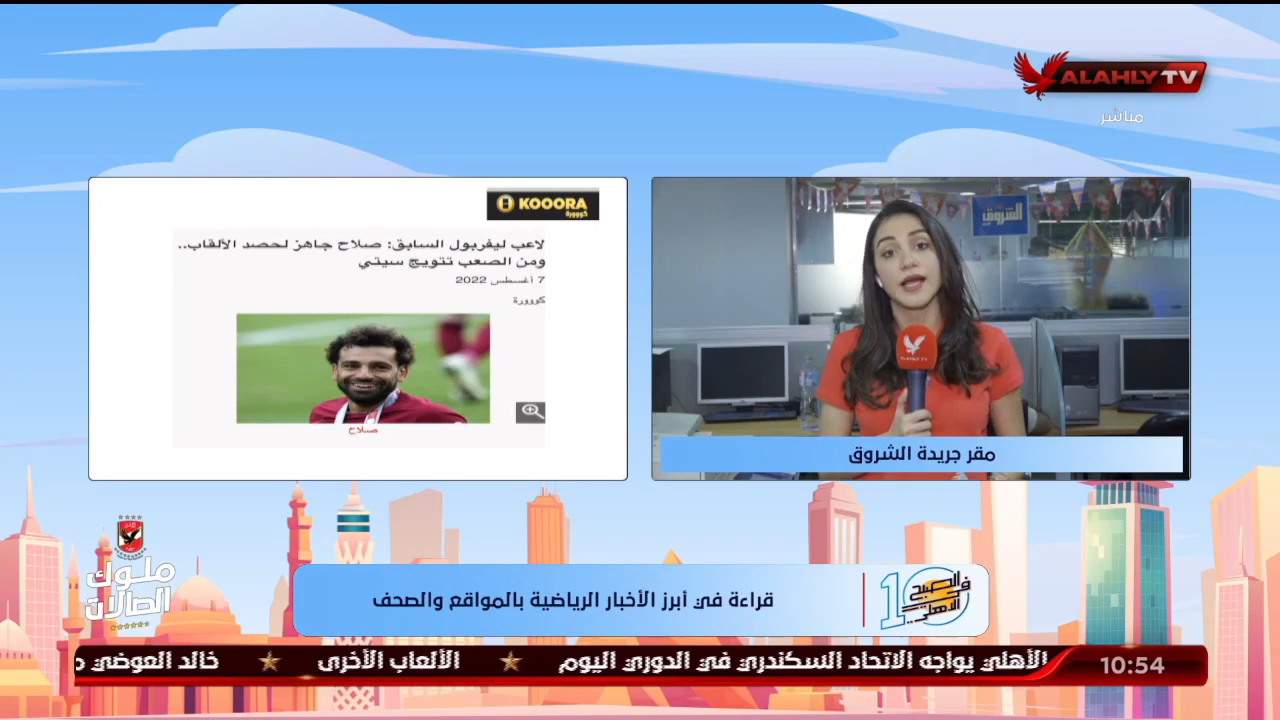 ALAHLY TV
مباشر
KOOORA
كووورة
لاعب ليفربول السابق: صلاح جاهز لحصد الألقاب..
ومن الصعب تتويج سيتي
7 أغسطس 2022
كووورة
صلاح
الشروق
ALAHLY TV
مقر جريدة الشروق
ملوك
الصالات
قراءة في أبرز الأخبار الرياضية بالمواقع والصحف
10
الصبح
في
الأهلي
الأهلي يواجه الاتحاد السكندري في الدوري اليوم ★ الألعاب الأخرى ★ خالد العوضي م
10:54